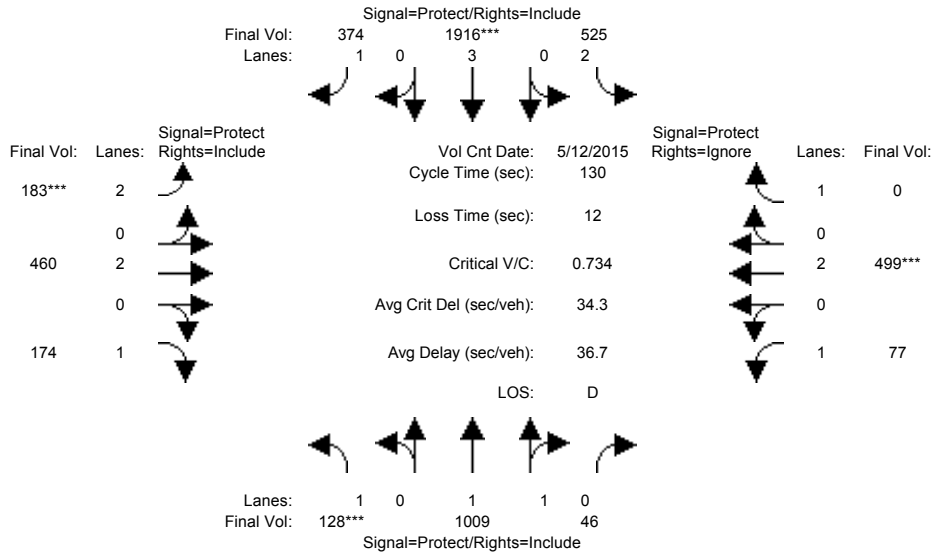 Signal=Protect/Rights=Include
Final Vol: 374 1916*** 525
Lanes: 1 0 3 0 2
Signal=Protect Signal=Protect
Final Vol: Lanes: Rights=Include Vol Cnt Date: 5/12/2015 Rights=Ignore Lanes: Final Vol:
Cycle Time (sec): 130
183*** 2 1 0
Loss Time (sec): 12
0 0
460 2 Critical V/C: 0.734 2 499***
0 Avg Crit Del (sec/veh): 34.3 0
174 1 Avg Delay (sec/veh): 36.7 1 77
LOS: D
Lanes: 1 0 1 1 0
Final Vol: 128*** 1009 46
Signal=Protect/Rights=Include